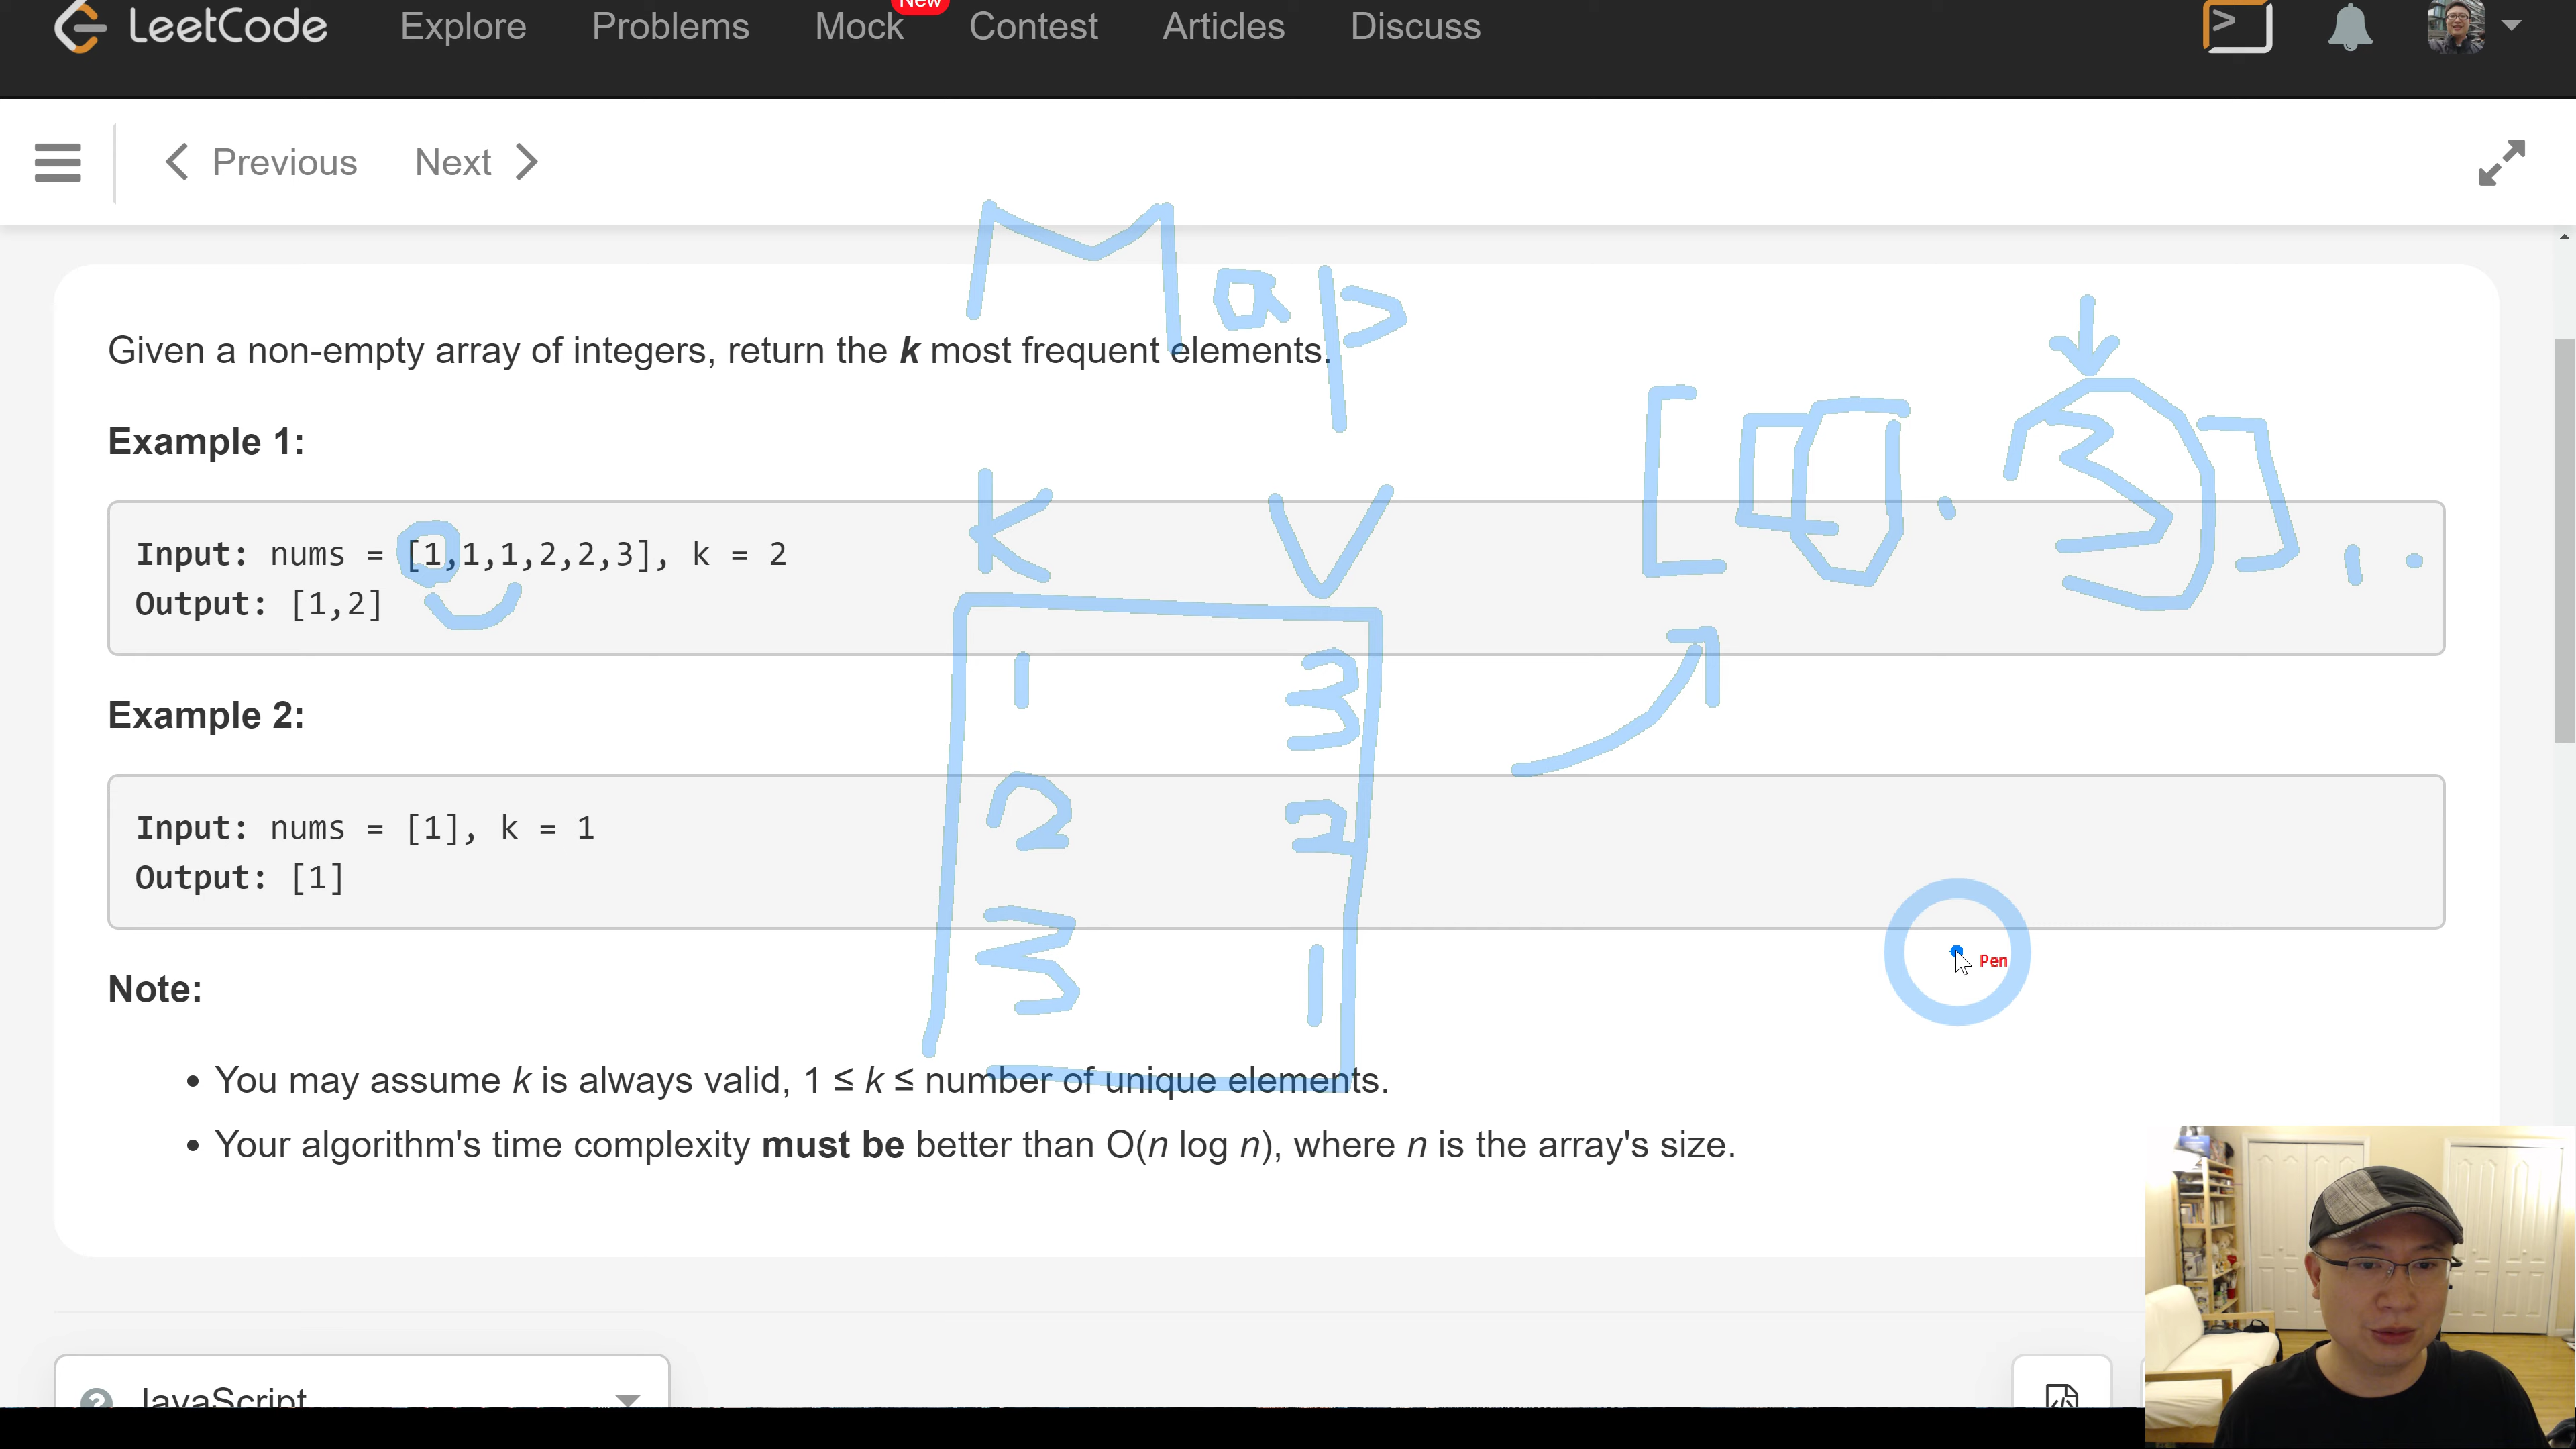 LeetCode Explore Problems Mock New Contest Articles Discuss
Previous Next
Map
Given a non-empty array of integers, return the k most frequent elements.
Example 1:
K V
[[1, 3], ..
Input: nums = [1,1,1,2,2,3], k = 2
Output: [1,2]
1 3
Example 2:
2 2
Input: nums = [1], k = 1
Output: [1]
3 1
Pen
Note:
• You may assume k is always valid, 1 ≤ k ≤ number of unique elements.
• Your algorithm's time complexity must be better than O(n log n), where n is the array's size.
JavaScript